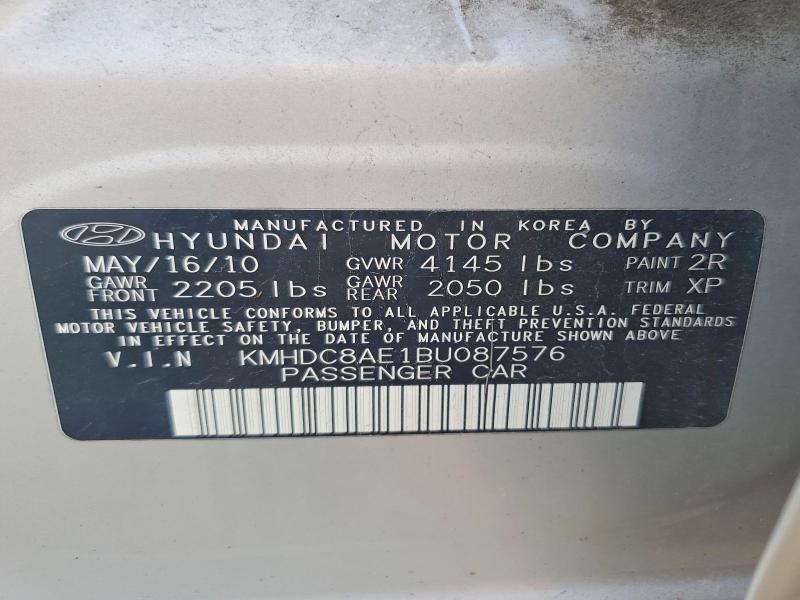 MANUFACTURED IN KOREA BY
HYUNDAI MOTOR COMPANY
MAY/16/10 GVWR 4145 lbs PAINT 2R
GAWR FRONT 2205 lbs GAWR REAR 2050 lbs TRIM XP
THIS VEHICLE CONFORMS TO ALL APPLICABLE U.S.A. FEDERAL
MOTOR VEHICLE SAFETY, BUMPER, AND THEFT PREVENTION STANDARDS
IN EFFECT ON THE DATE OF MANUFACTURE SHOWN ABOVE
V.I.N KMHDC8AE1BU087576
PASSENGER CAR